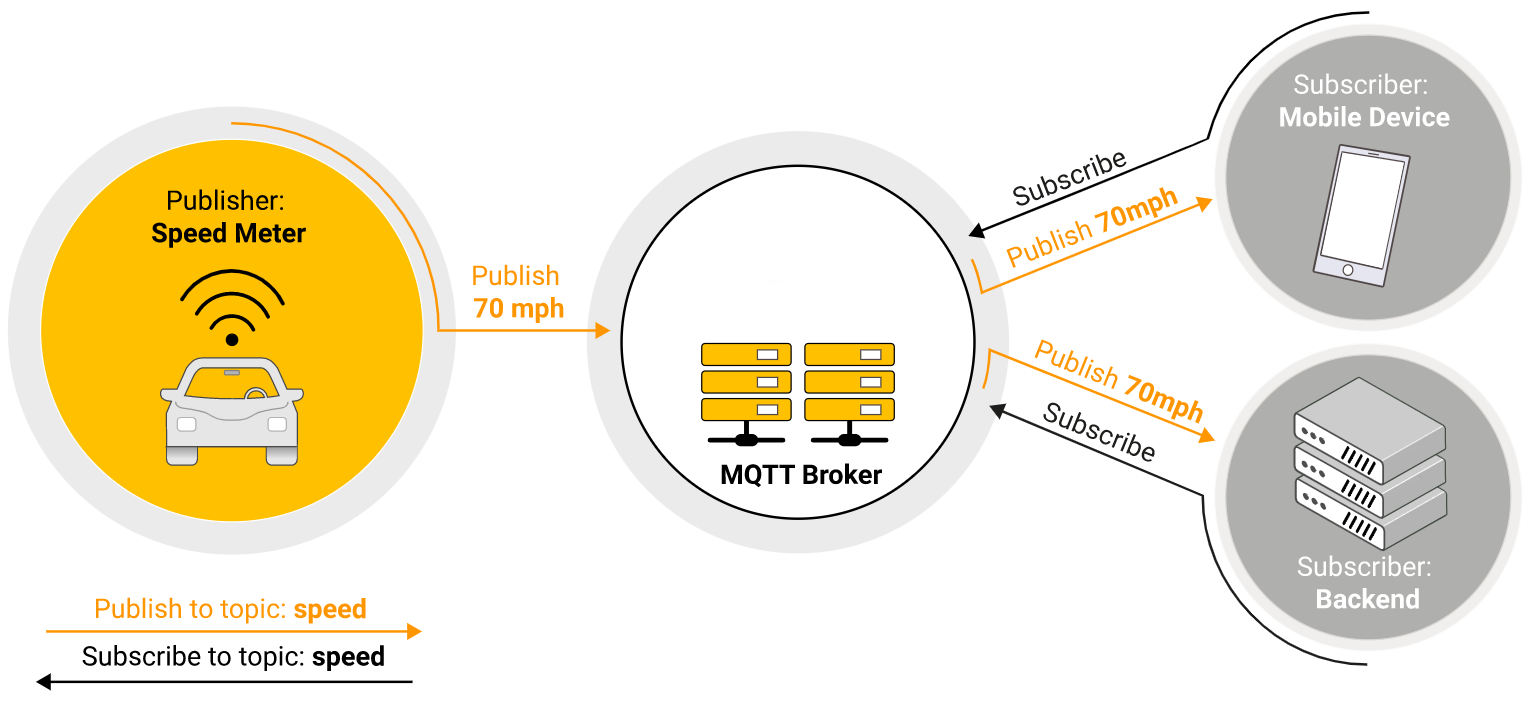 Publisher:
Speed Meter
Publish
70 mph
MQTT Broker
Subscribe
Publish 70mph
Subscriber:
Mobile Device
Publish 70mph
Subscribe
Subscriber:
Backend
Publish to topic: speed
Subscribe to topic: speed